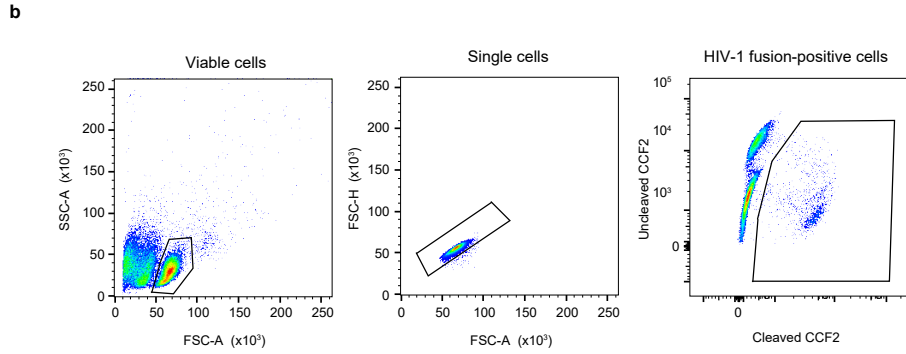 b
Viable cells
250
200
150
100
50
0
SSC-A (x10³)
0 50 100 150 200 250
FSC-A (x10³)
Single cells
250
200
150
100
50
0
FSC-H (x10³)
0 50 100 150 200 250
FSC-A (x10³)
HIV-1 fusion-positive cells
10⁵
10⁴
10³
0
Undeaved CCF2
0
Cleaved CCF2